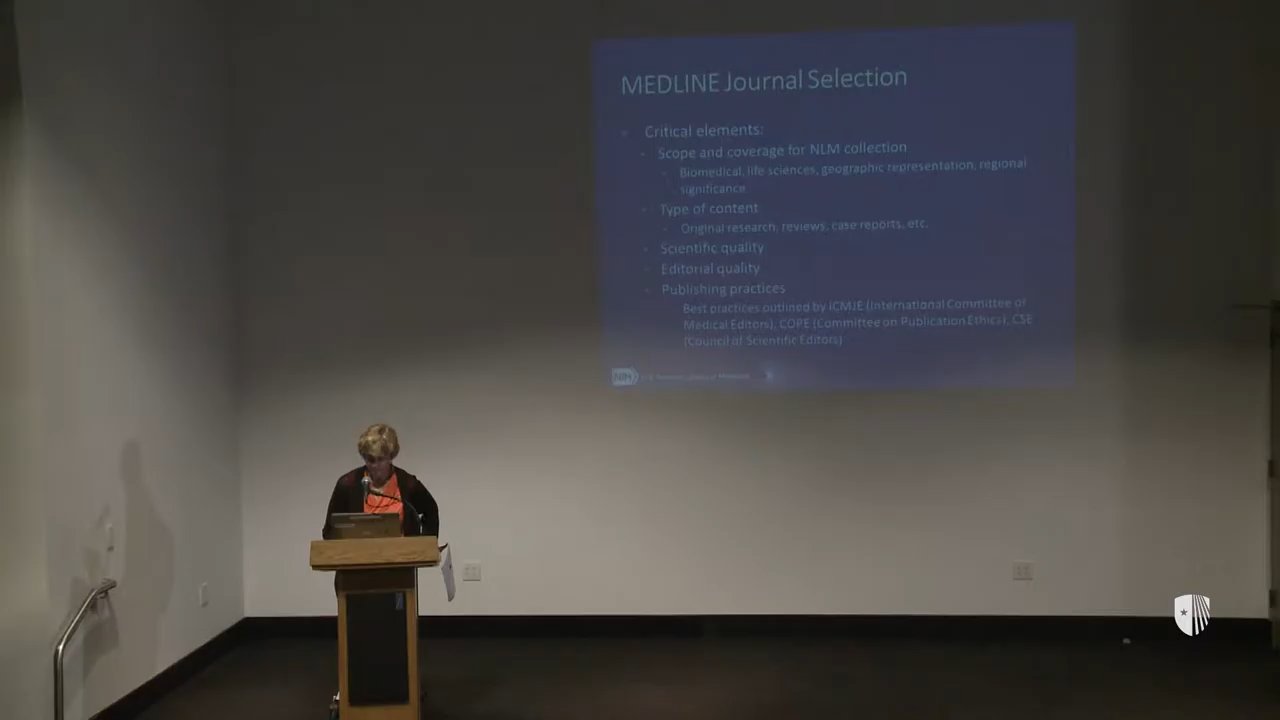 MEDLINE Journal Selection
Critical elements:
Scope and coverage for NLM collection
Biomedical, life sciences, geographic representation, regional
significance
Type of content
Original research, reviews, case reports, etc.
Scientific quality
Editorial quality
Publishing practices
Best practices outlined by ICMJE (International Committee of
Medical Editors), COPE (Committee on Publication Ethics), CSE
(Council of Scientific Editors)
NIH